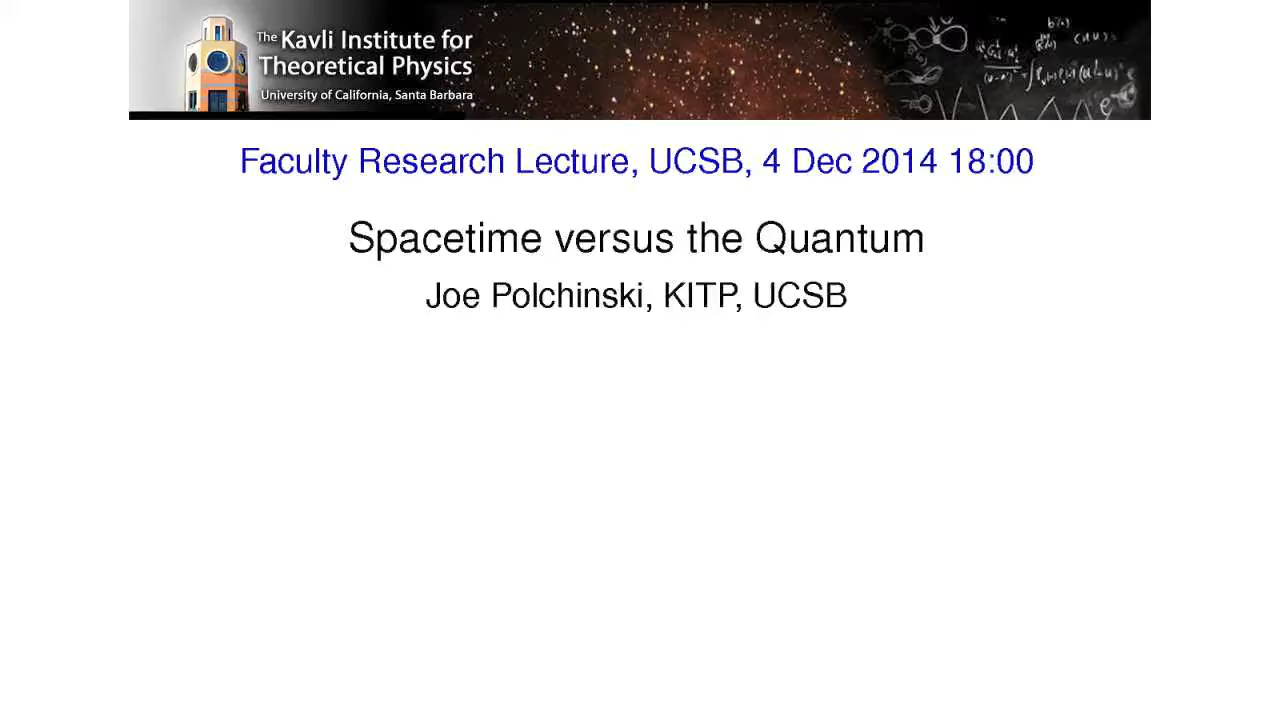 The Kavli Institute for
Theoretical Physics
University of California, Santa Barbara
Faculty Research Lecture, UCSB, 4 Dec 2014 18:00
Spacetime versus the Quantum
Joe Polchinski, KITP, UCSB